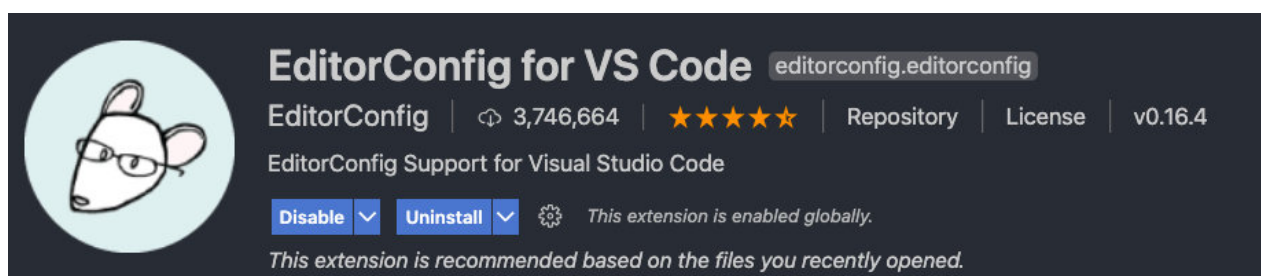 EditorConfig for VS Code editorconfig.editorconfig
EditorConfig 3,746,664 Repository License v0.16.4
EditorConfig Support for Visual Studio Code
Disable Uninstall This extension is enabled globally.
This extension is recommended based on the files you recently opened.